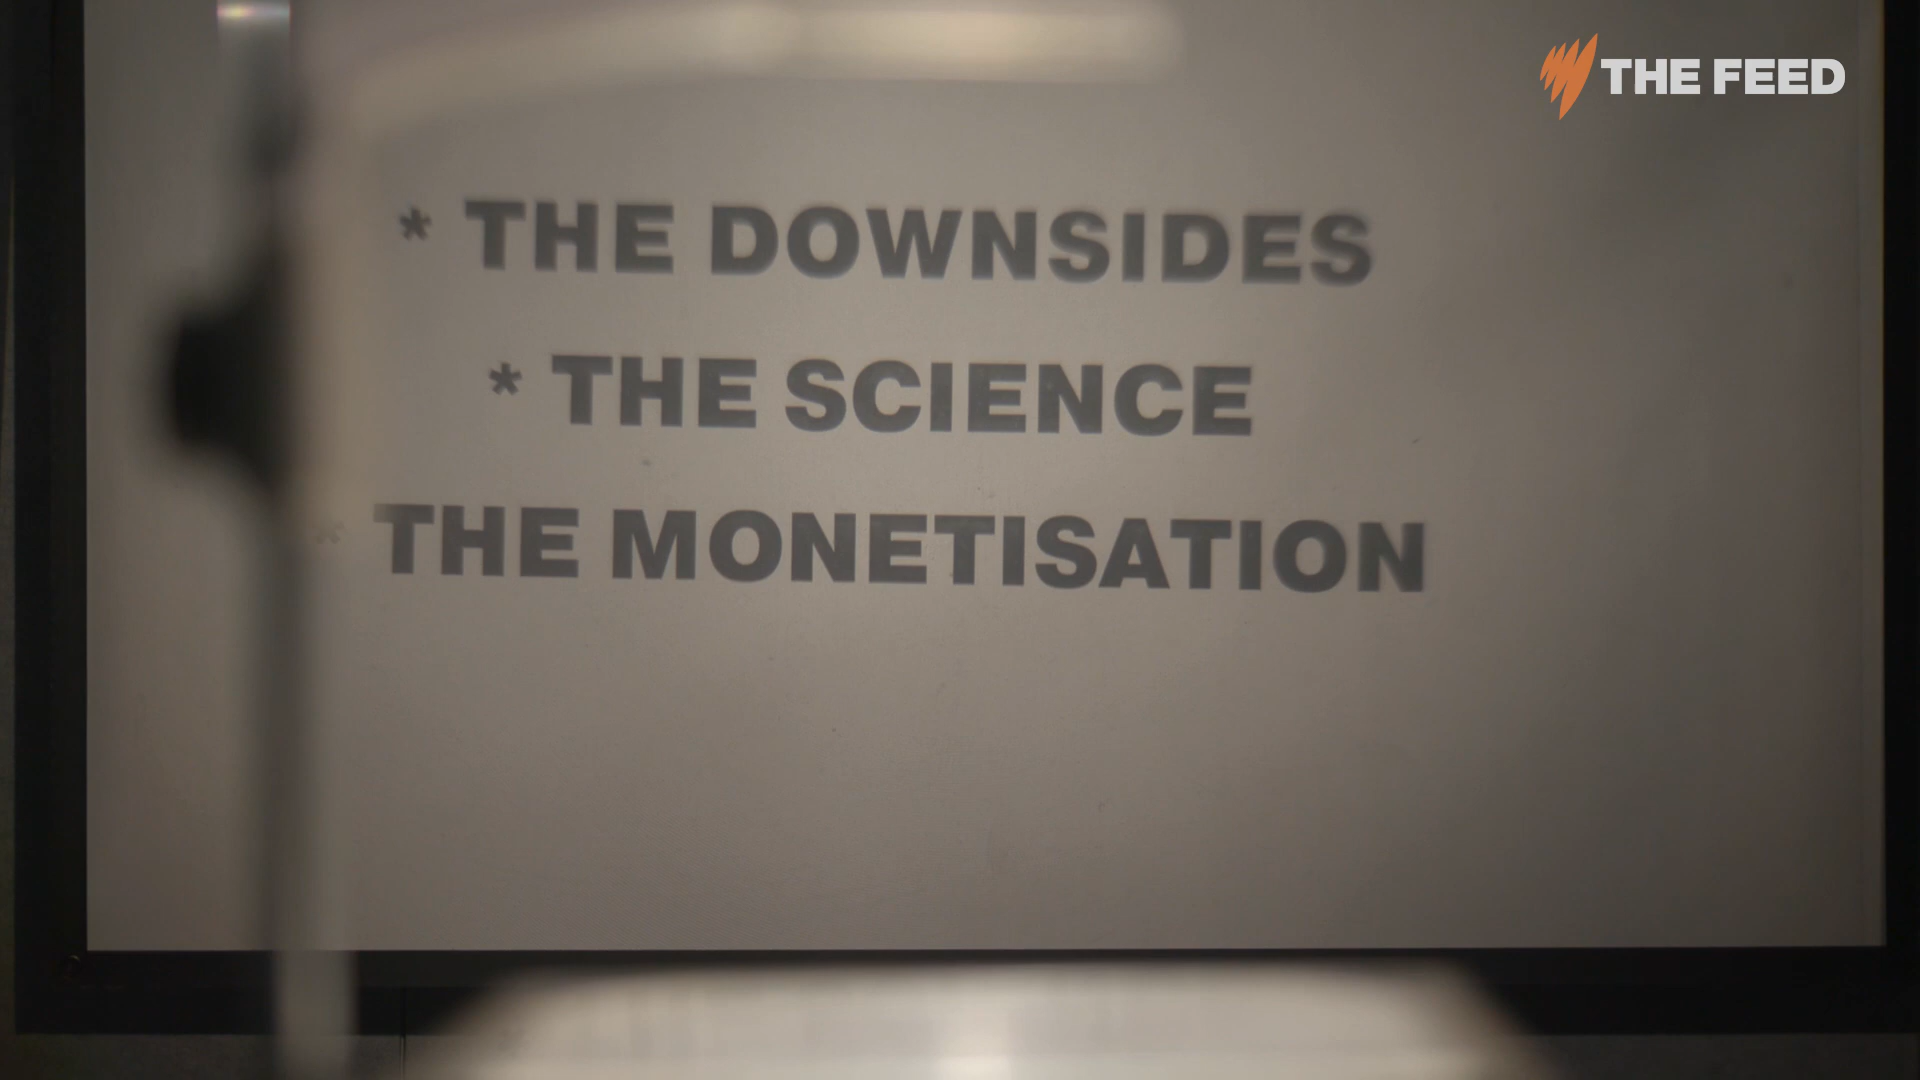 THE FEED
* THE DOWNSIDES
* THE SCIENCE
* THE MONETISATION